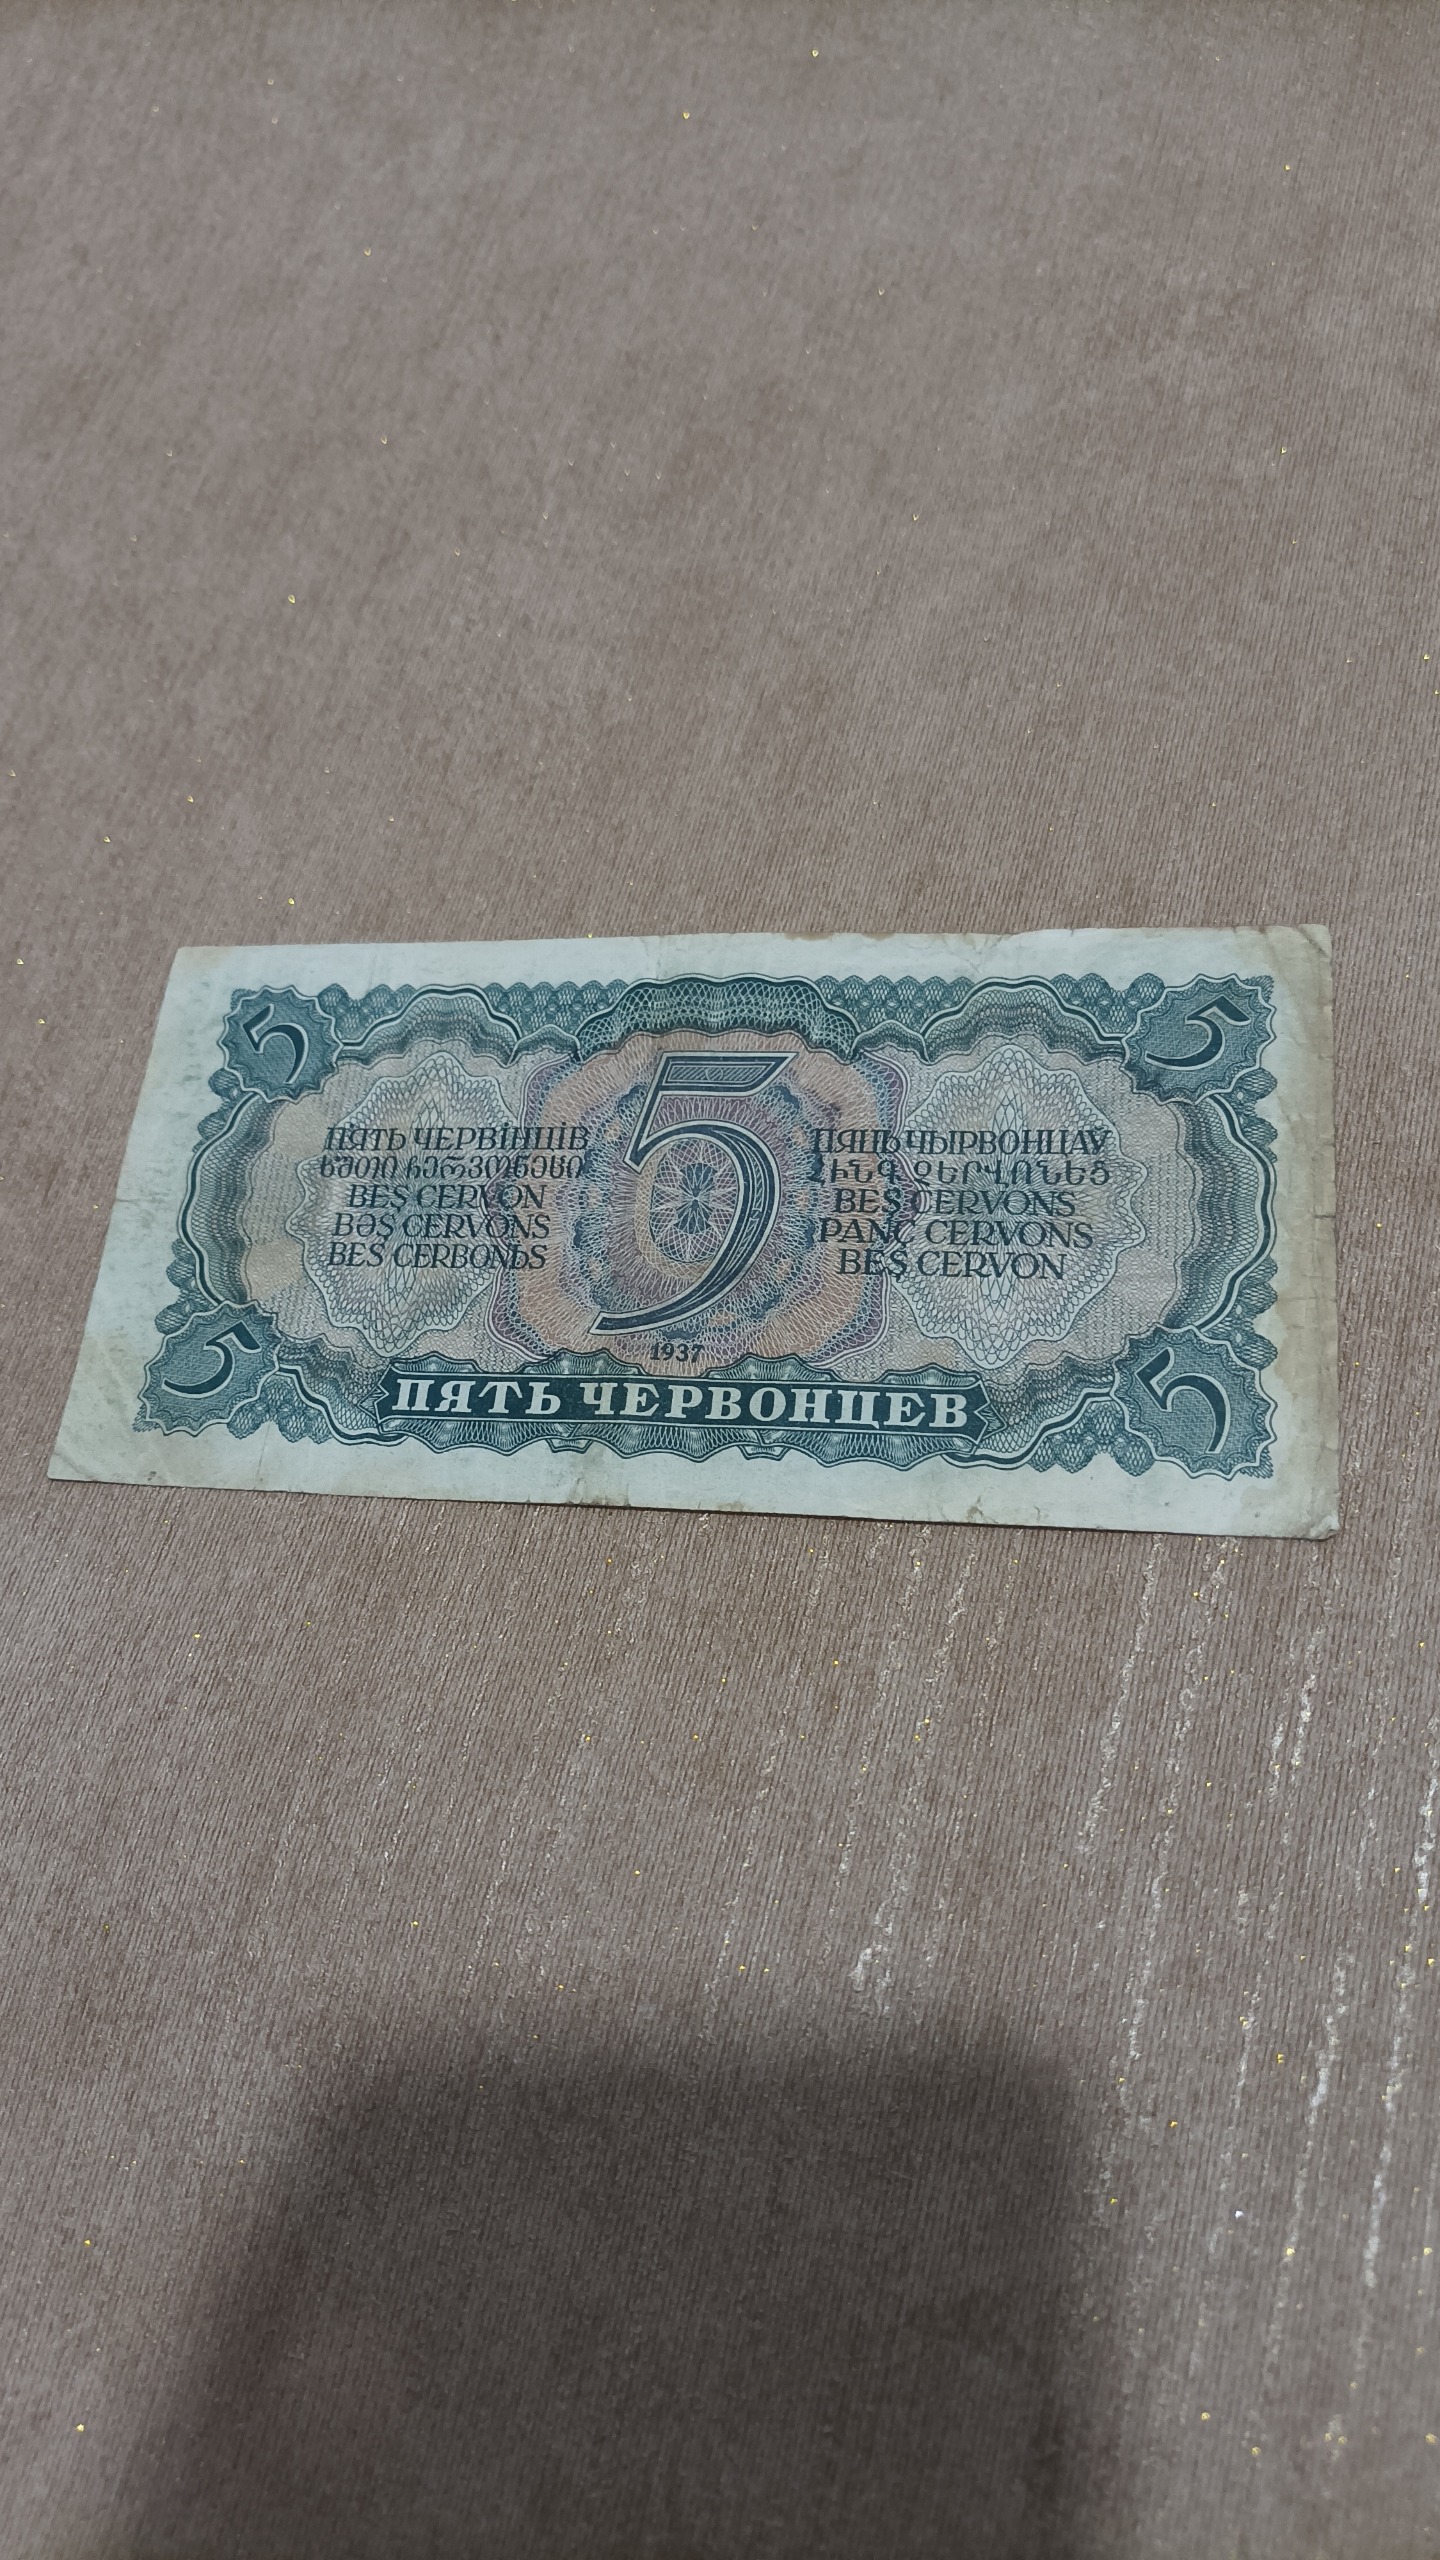 5 5
5
ПЯТЬ ЧЕРВІНЦІВ
ხუთი ჩერვონეცი
BEŞ CERVON
BƏŞ CERVONS
BEŞ CERBONЬS
ПЯЦЬ ЧЫРВОНЦАЎ
ՀԻՆԳ ՉԵՐՎՈՆԵՑ
BEŞ CERVONS
PANÇ CERVONS
BEŞ CERVON
1937
5 5
ПЯТЬ ЧЕРВОНЦЕВ